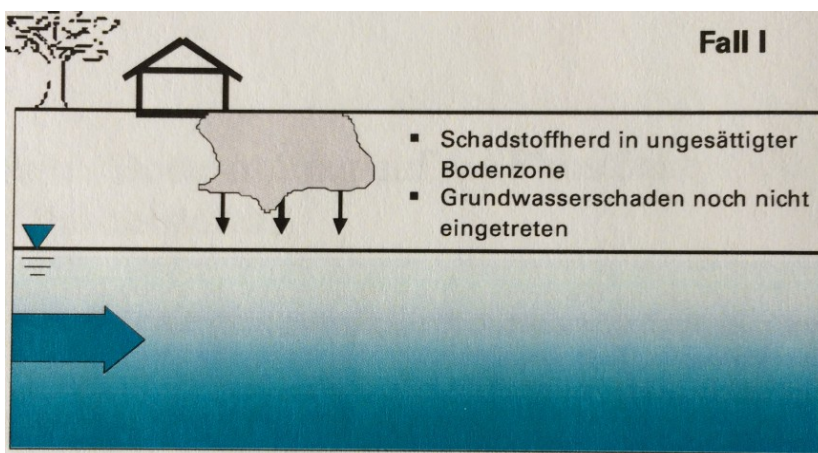 Fall I
▪ Schadstoffherd in ungesättigter
Bodenzone
▪ Grundwasserschaden noch nicht
eingetreten